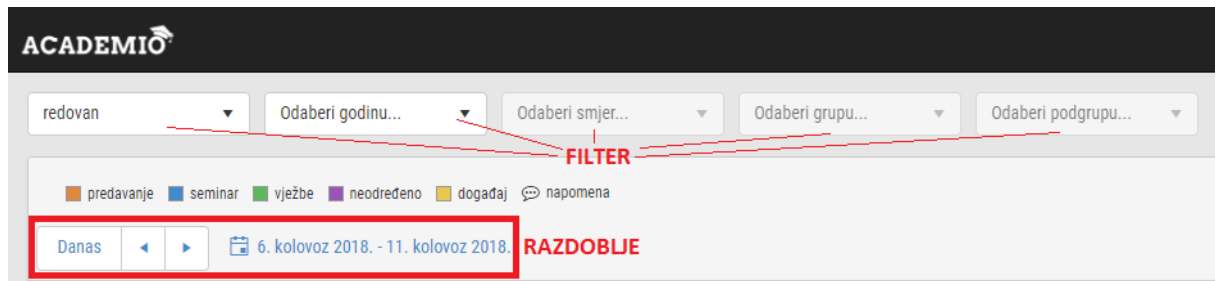 ACADEMIO
redovan Odaberi godinu... Odaberi smjer... Odaberi grupu... Odaberi podgrupu...
FILTER
predavanje seminar vježbe neodređeno događaj napomena
Danas 6. kolovoz 2018. - 11. kolovoz 2018. RAZDOBLJE